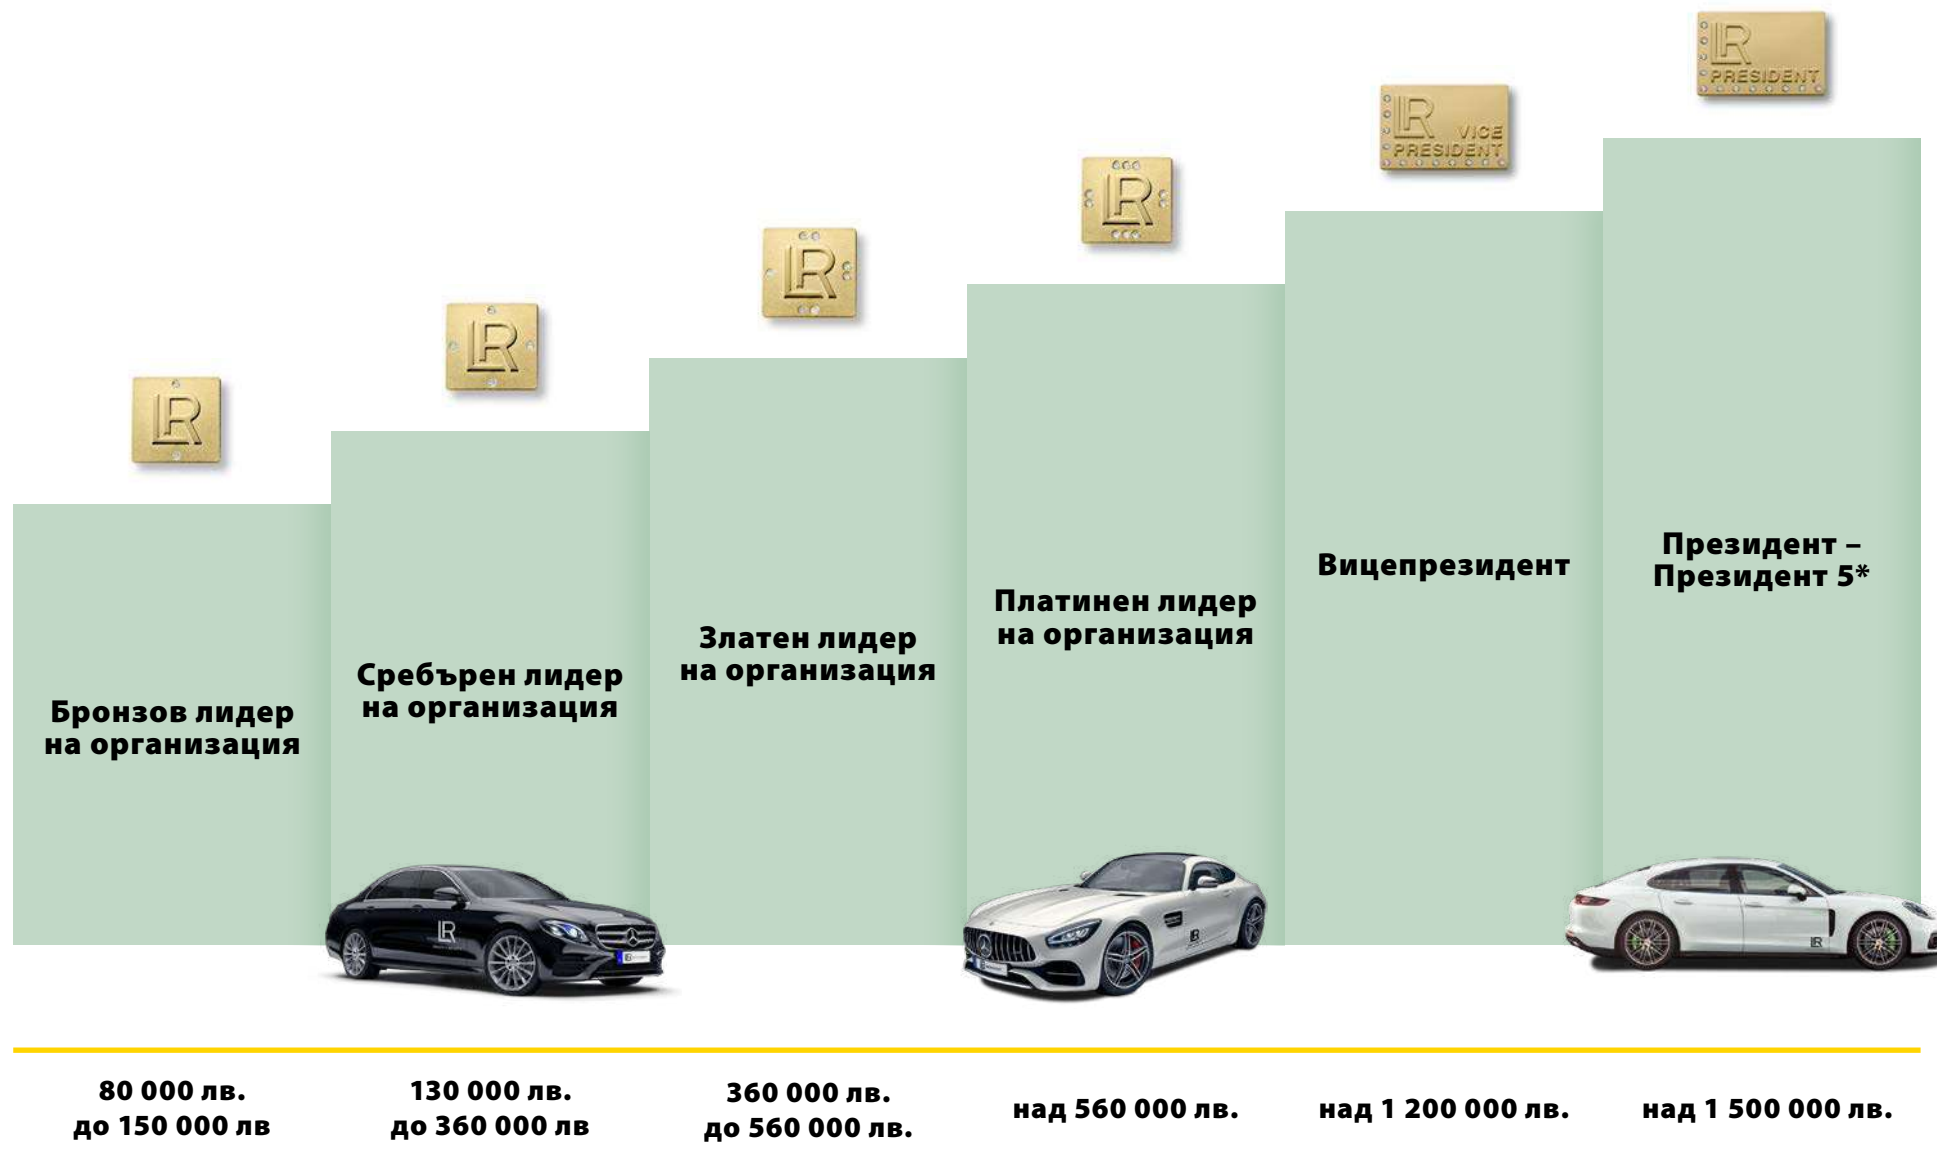 LR
PRESIDENT
LR VICE
PRESIDENT
LR
LR
LR
LR
Бронзов лидер
на организация
Сребърен лидер
на организация
Златен лидер
на организация
Платинен лидер
на организация
Вицепрезидент
Президент –
Президент 5*
LR
LR
LR
80 000 лв.
до 150 000 лв
130 000 лв.
до 360 000 лв
360 000 лв.
до 560 000 лв.
над 560 000 лв.
над 1 200 000 лв.
над 1 500 000 лв.